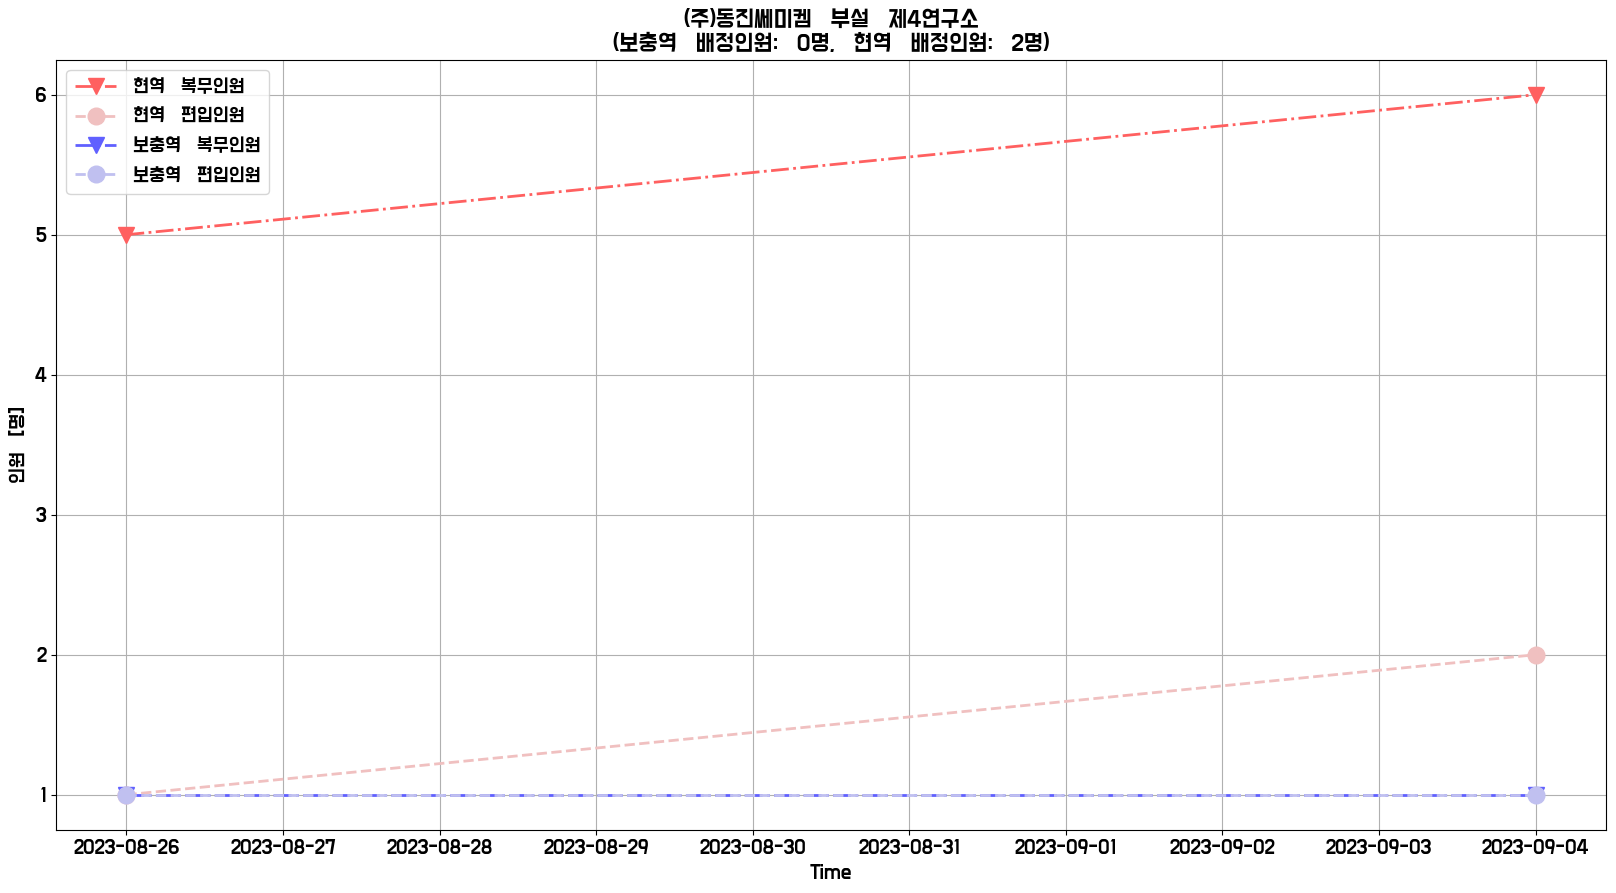 (주)동진쎄미켐 부설 제4연구소
(보충역 배정인원: 0명, 현역 배정인원: 2명)
현역 복무인원
현역 편입인원
보충역 복무인원
보충역 편입인원
인원 [명]
6
5
4
3
2
1
2023-08-26 2023-08-27 2023-08-28 2023-08-29 2023-08-30 2023-08-31 2023-09-01 2023-09-02 2023-09-03 2023-09-04
Time